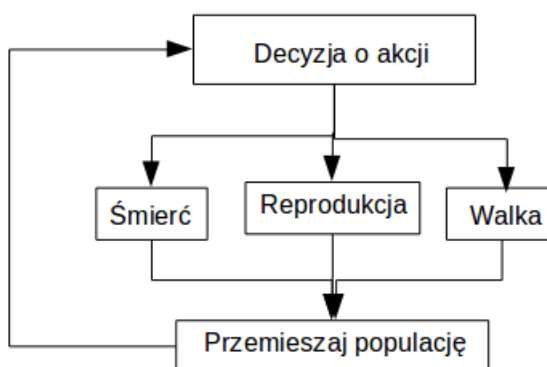 Decyzja o akcji
Śmierć
Reprodukcja
Walka
Przemieszaj populację